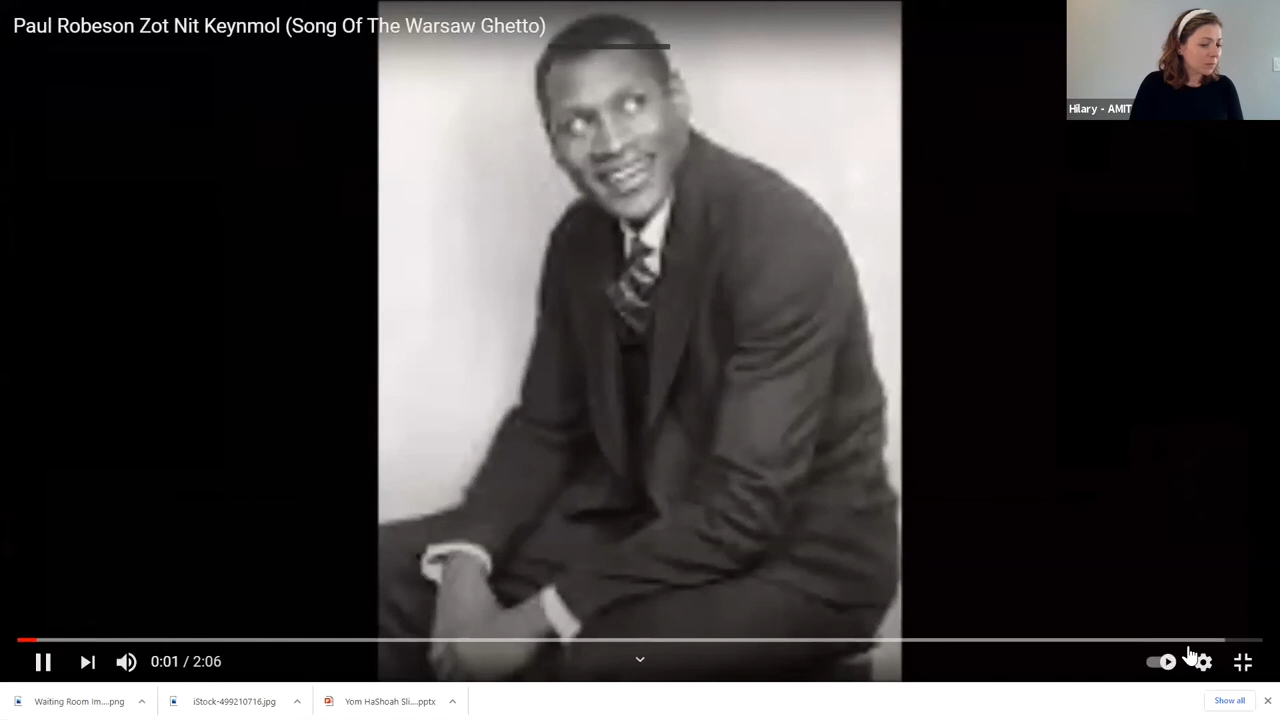 Paul Robeson Zot Nit Keynmol (Song Of The Warsaw Ghetto)
Hilary - AMIT
0:01 / 2:06
Waiting Room Im....png
iStock-499210716.jpg
Yom HaShoah Sli....pptx
Show all